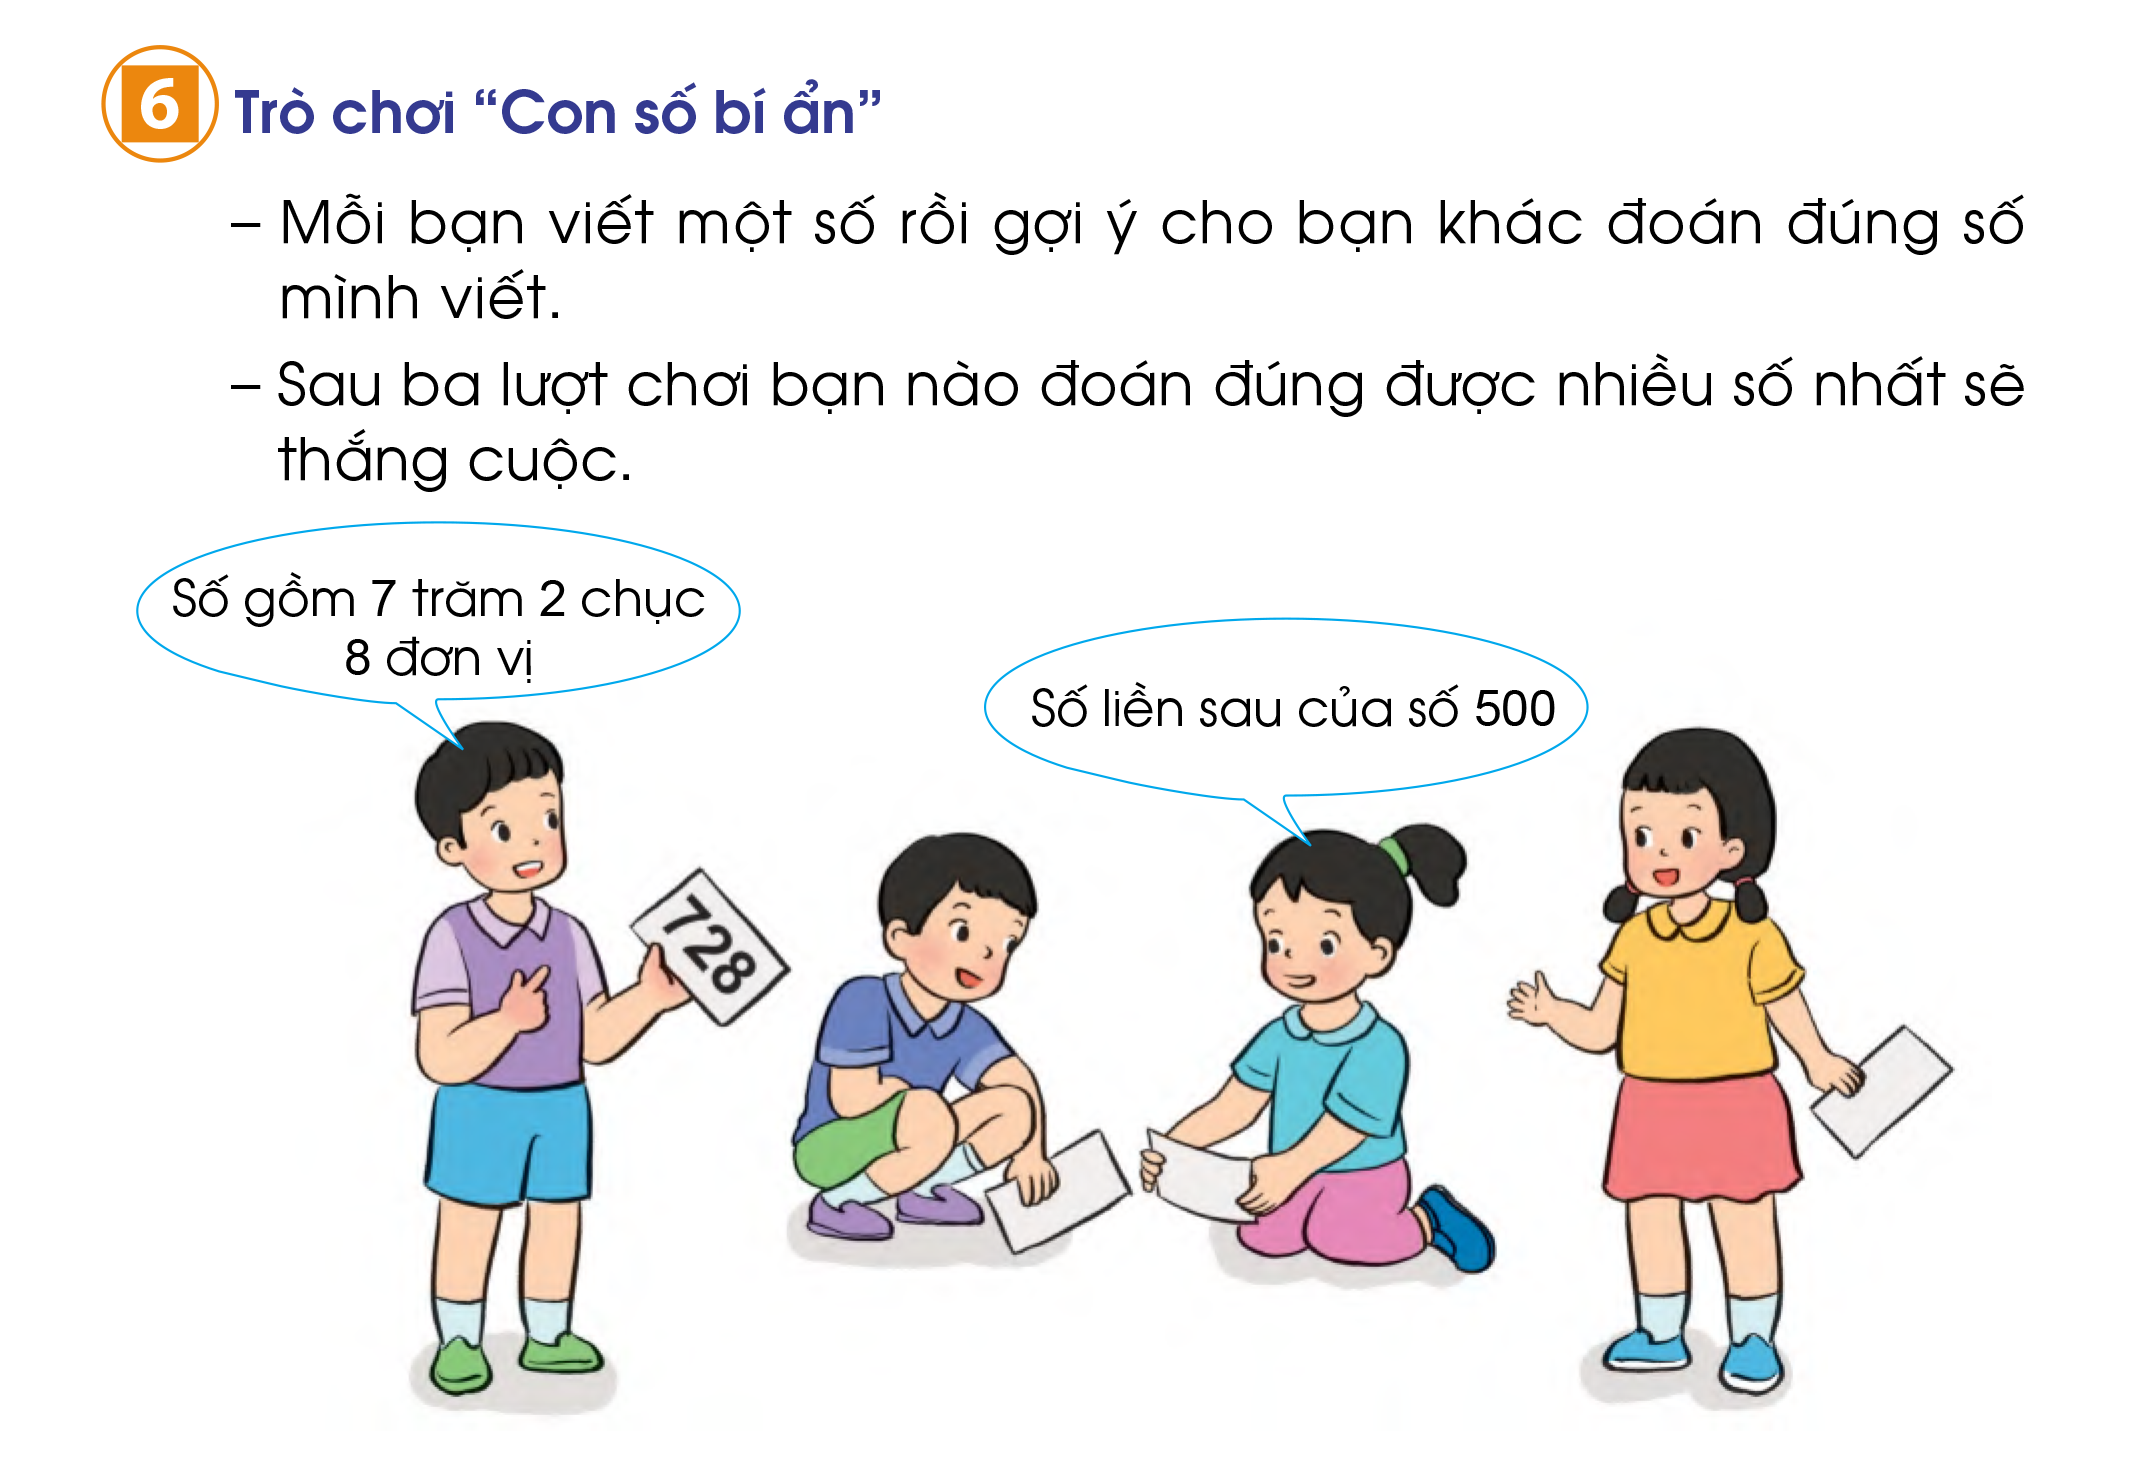 6 Trò chơi “Con số bí ẩn”
– Mỗi bạn viết một số rồi gợi ý cho bạn khác đoán đúng số
mình viết.
– Sau ba lượt chơi bạn nào đoán đúng được nhiều số nhất sẽ
thắng cuộc.
Số gồm 7 trăm 2 chục
8 đơn vị
Số liền sau của số 500
728